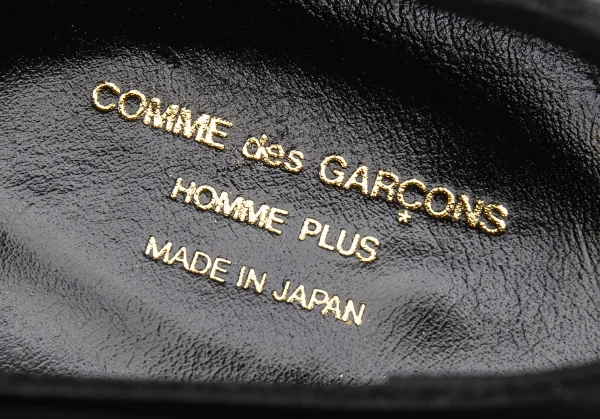 COMME des GARÇONS
HOMME PLUS
MADE IN JAPAN